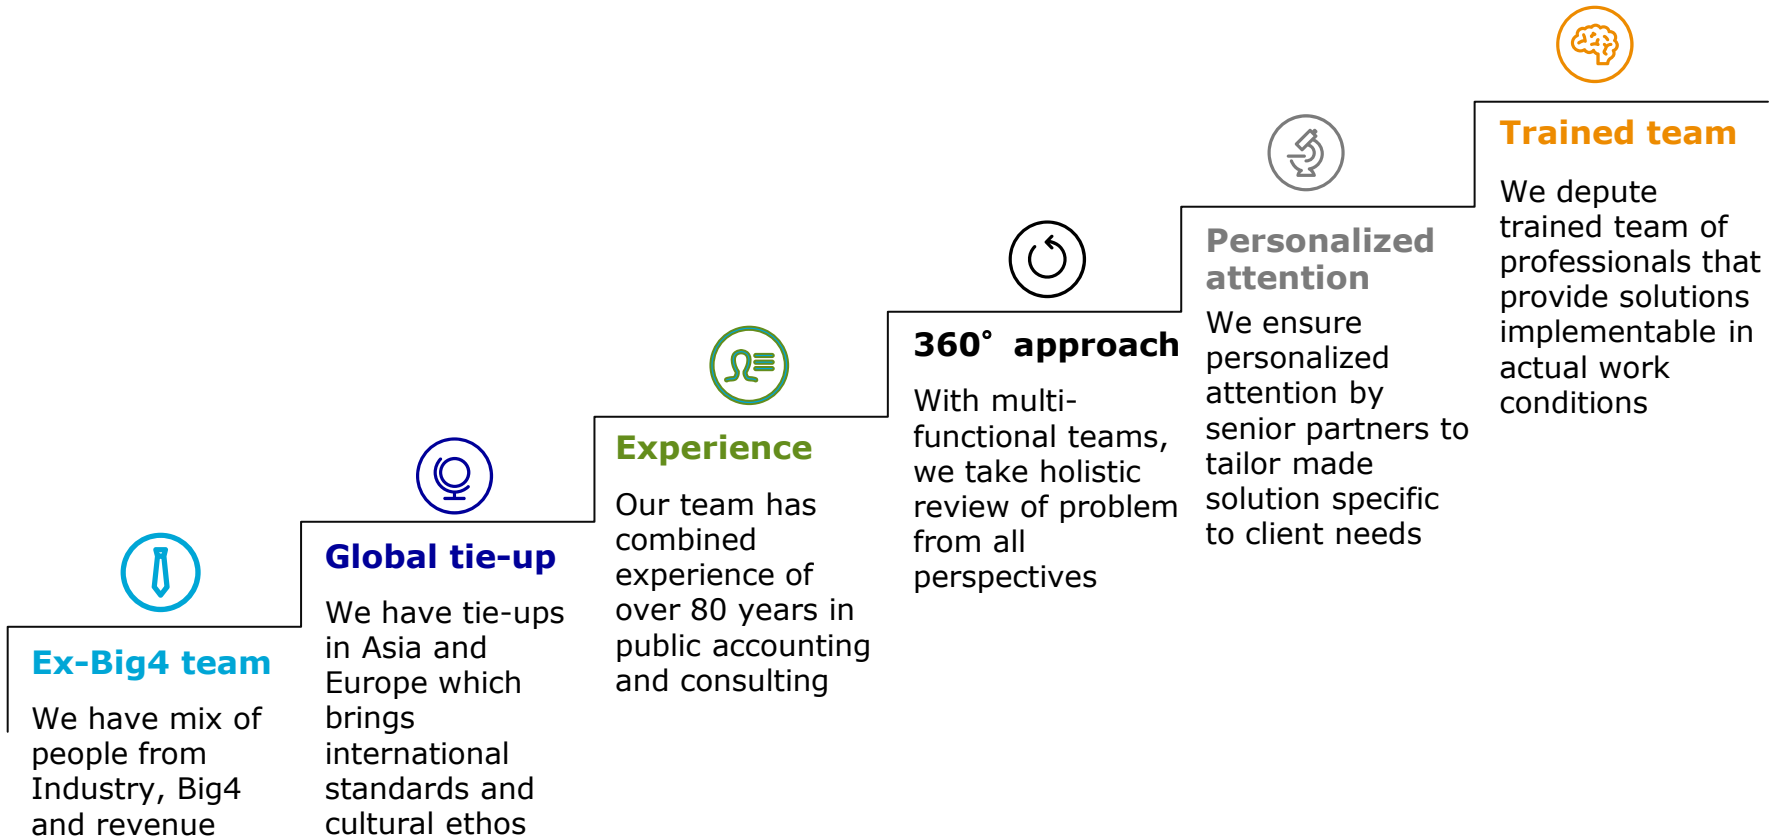 Ex-Big4 team
We have mix of
people from
Industry, Big4
and revenue
Global tie-up
We have tie-ups
in Asia and
Europe which
brings
international
standards and
cultural ethos
Experience
Our team has
combined
experience of
over 80 years in
public accounting
and consulting
360° approach
With multi-
functional teams,
we take holistic
review of problem
from all
perspectives
Personalized
attention
We ensure
personalized
attention by
senior partners to
tailor made
solution specific
to client needs
Trained team
We depute
trained team of
professionals that
provide solutions
implementable in
actual work
conditions